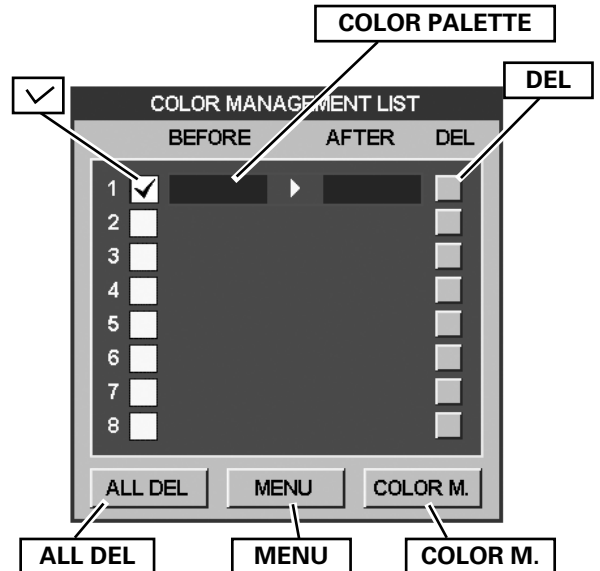 COLOR PALETTE
DEL
COLOR MANAGEMENT LIST
BEFORE AFTER DEL
1
2
3
4
5
6
7
8
ALL DEL MENU COLOR M.
ALL DEL MENU COLOR M.